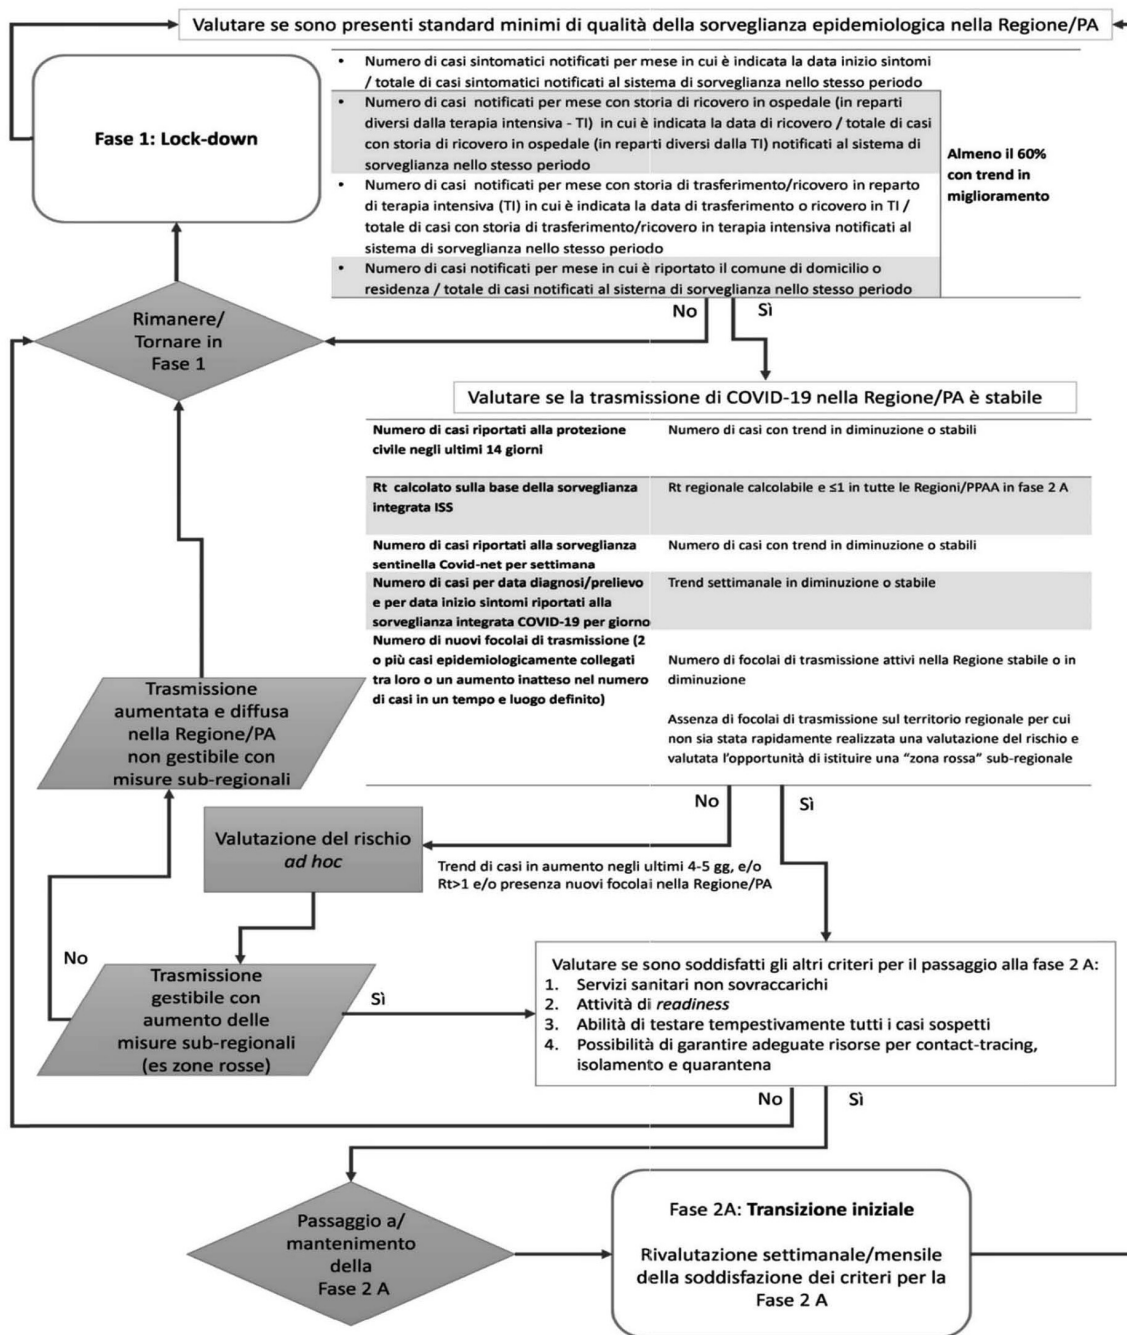 Valutare se sono presenti standard minimi di qualità della sorveglianza epidemiologica nella Regione/PA
Fase 1: Lock-down
• Numero di casi sintomatici notificati per mese in cui è indicata la data inizio sintomi
/ totale di casi sintomatici notificati al sistema di sorveglianza nello stesso periodo
• Numero di casi notificati per mese con storia di ricovero in ospedale (in reparti
diversi dalla terapia intensiva - TI) in cui è indicata la data di ricovero / totale di casi
con storia di ricovero in ospedale (in reparti diversi dalla TI) notificati al sistema di
sorveglianza nello stesso periodo
• Numero di casi notificati per mese con storia di trasferimento/ricovero in reparto
di terapia intensiva (TI) in cui è indicata la data di trasferimento o ricovero in TI /
totale di casi con storia di trasferimento/ricovero in terapia intensiva notificati al
sistema di sorveglianza nello stesso periodo
• Numero di casi notificati per mese in cui è riportato il comune di domicilio o
residenza / totale di casi notificati al sistema di sorveglianza nello stesso periodo
Almeno il 60%
con trend in
miglioramento
No
Sì
Rimanere/
Tornare in
Fase 1
Valutare se la trasmissione di COVID-19 nella Regione/PA è stabile
Numero di casi riportati alla protezione
civile negli ultimi 14 giorni
Numero di casi con trend in diminuzione o stabili
Rt calcolato sulla base della sorveglianza
integrata ISS
Rt regionale calcolabile e ≤1 in tutte le Regioni/PPAA in fase 2 A
Numero di casi riportati alla sorveglianza
sentinella Covid-net per settimana
Numero di casi con trend in diminuzione o stabili
Numero di casi per data diagnosi/prelievo
e per data inizio sintomi riportati alla
sorveglianza integrata COVID-19 per giorno
Trend settimanale in diminuzione o stabile
Numero di nuovi focolai di trasmissione (2
o più casi epidemiologicamente collegati
tra loro o un aumento inatteso nel numero
di casi in un tempo e luogo definito)
Numero di focolai di trasmissione attivi nella Regione stabile o in
diminuzione
Assenza di focolai di trasmissione sul territorio regionale per cui
non sia stata rapidamente realizzata una valutazione del rischio e
valutata l'opportunità di istituire una "zona rossa" sub-regionale
Trasmissione
aumentata e diffusa
nella Regione/PA
non gestibile con
misure sub-regionali
No
Sì
Valutazione del rischio
ad hoc
Trend di casi in aumento negli ultimi 4-5 gg, e/o
Rt>1 e/o presenza nuovi focolai nella Regione/PA
No
Trasmissione
gestibile con
aumento delle
misure sub-regionali
(es zone rosse)
Sì
Valutare se sono soddisfatti gli altri criteri per il passaggio alla fase 2 A:
1. Servizi sanitari non sovraccarichi
2. Attività di readiness
3. Abilità di testare tempestivamente tutti i casi sospetti
4. Possibilità di garantire adeguate risorse per contact-tracing,
isolamento e quarantena
No
Sì
Passaggio a/
mantenimento
della
Fase 2 A
Fase 2A: Transizione iniziale
Rivalutazione settimanale/mensile
della soddisfazione dei criteri per la
Fase 2 A